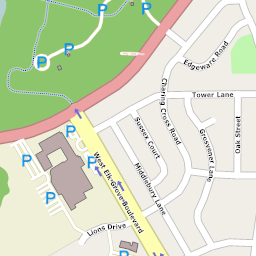 P
P
P
P
Edgeware Road
Tower Lane
Charing Cross Road
Sussex Court
Grosvenor Lane
Oak Street
P
P
P
West Elk Grove Boulevard
Middlebury Lane
P
P
Lions Drive
P